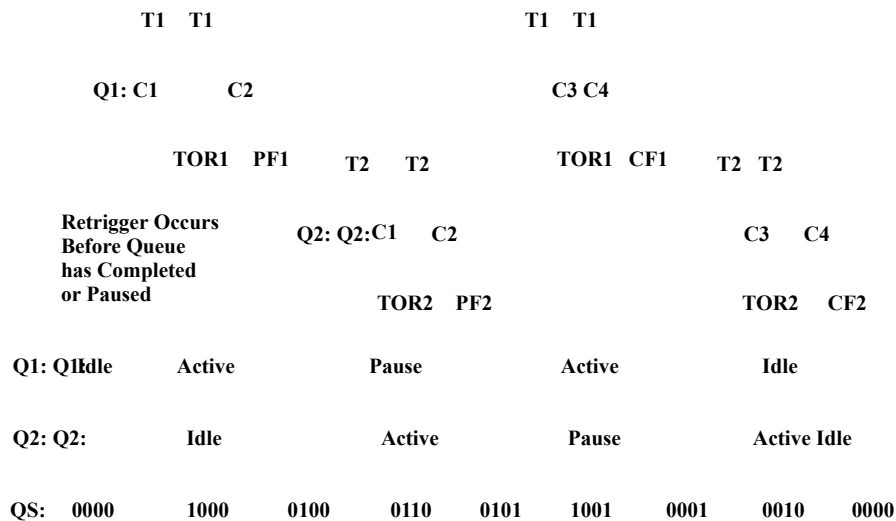 T1 T1 T1 T1
Q1: C1 C2 C3 C4
TOR1 PF1 T2 T2 TOR1 CF1 T2 T2
Retrigger Occurs
Before Queue
has Completed
or Paused
Q2: Q2:C1 C2 C3 C4
TOR2 PF2 TOR2 CF2
Q1: Q1: Idle Active Pause Active Idle
Q2: Q2: Idle Active Pause Active Idle
QS: 0000 1000 0100 0110 0101 1001 0001 0010 0000